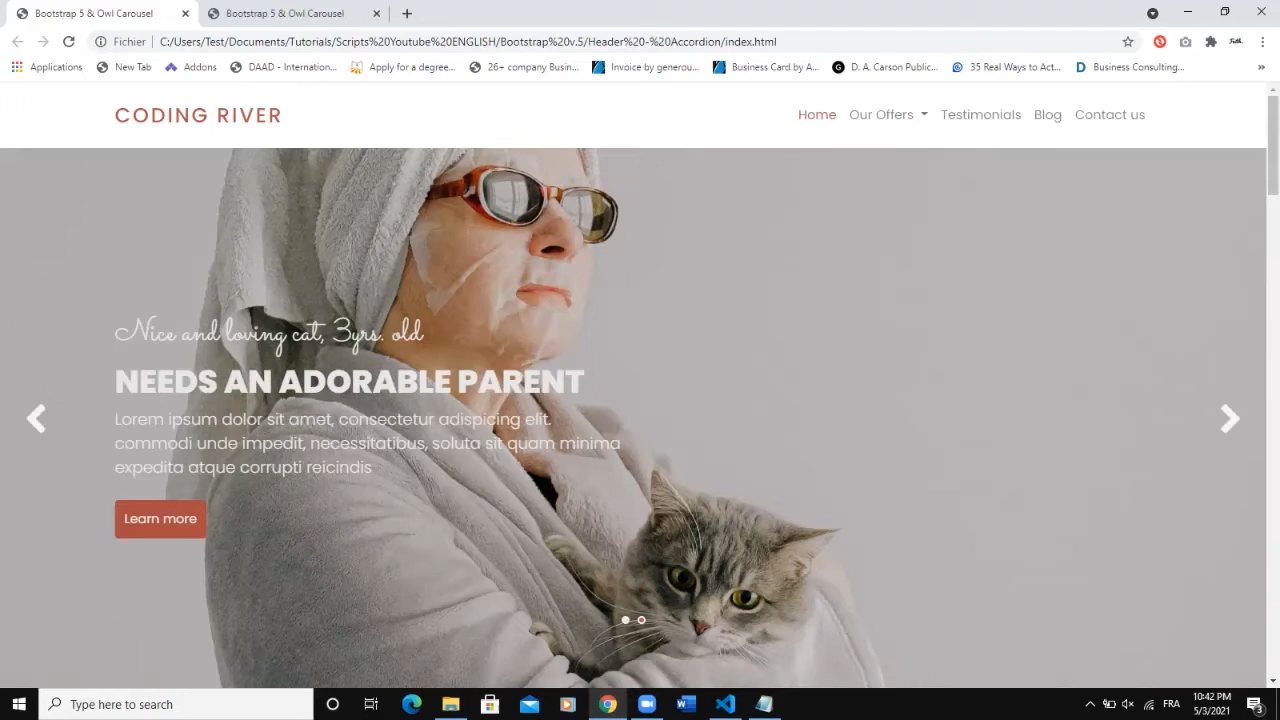 Bootstrap 5 & Owl Carousel
Bootstrap 5 & Owl Carousel
Fichier
C:/Users/Test/Documents/Tutorials/Scripts%20Youtube%20ENGLISH/Bootstrap%20v.5/Header%20-%20Accordion/index.html
Applications
New Tab
Addons
DAAD - Internation...
Apply for a degree...
26+ company Busin...
Invoice by generou...
Business Card by A...
D. A. Carson Public...
35 Real Ways to Act...
Business Consulting...
»
CODING RIVER
Home
Our Offers
Testimonials
Blog
Contact us
Nice and loving cat, 3yrs. old
NEEDS AN ADORABLE PARENT
Lorem ipsum dolor sit amet, consectetur adispicing elit.
commodi unde impedit, necessitatibus, soluta sit quam minima
expedita atque corrupti reicindis
Learn more
Type here to search
FRA
10:42 PM
5/3/2021
3